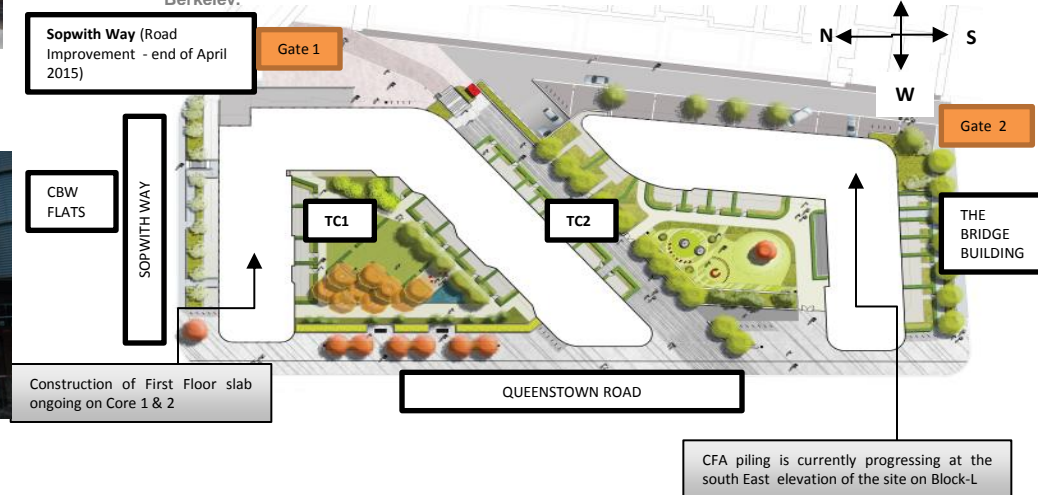 Berkeley.
Sopwith Way (Road
Improvement - end of April
2015)
Gate 1
N
S
W
Gate 2
CBW
FLATS
SOPWITH WAY
TC1
TC2
THE
BRIDGE
BUILDING
Construction of First Floor slab
ongoing on Core 1 & 2
QUEENSTOWN ROAD
CFA piling is currently progressing at the
south East elevation of the site on Block-L